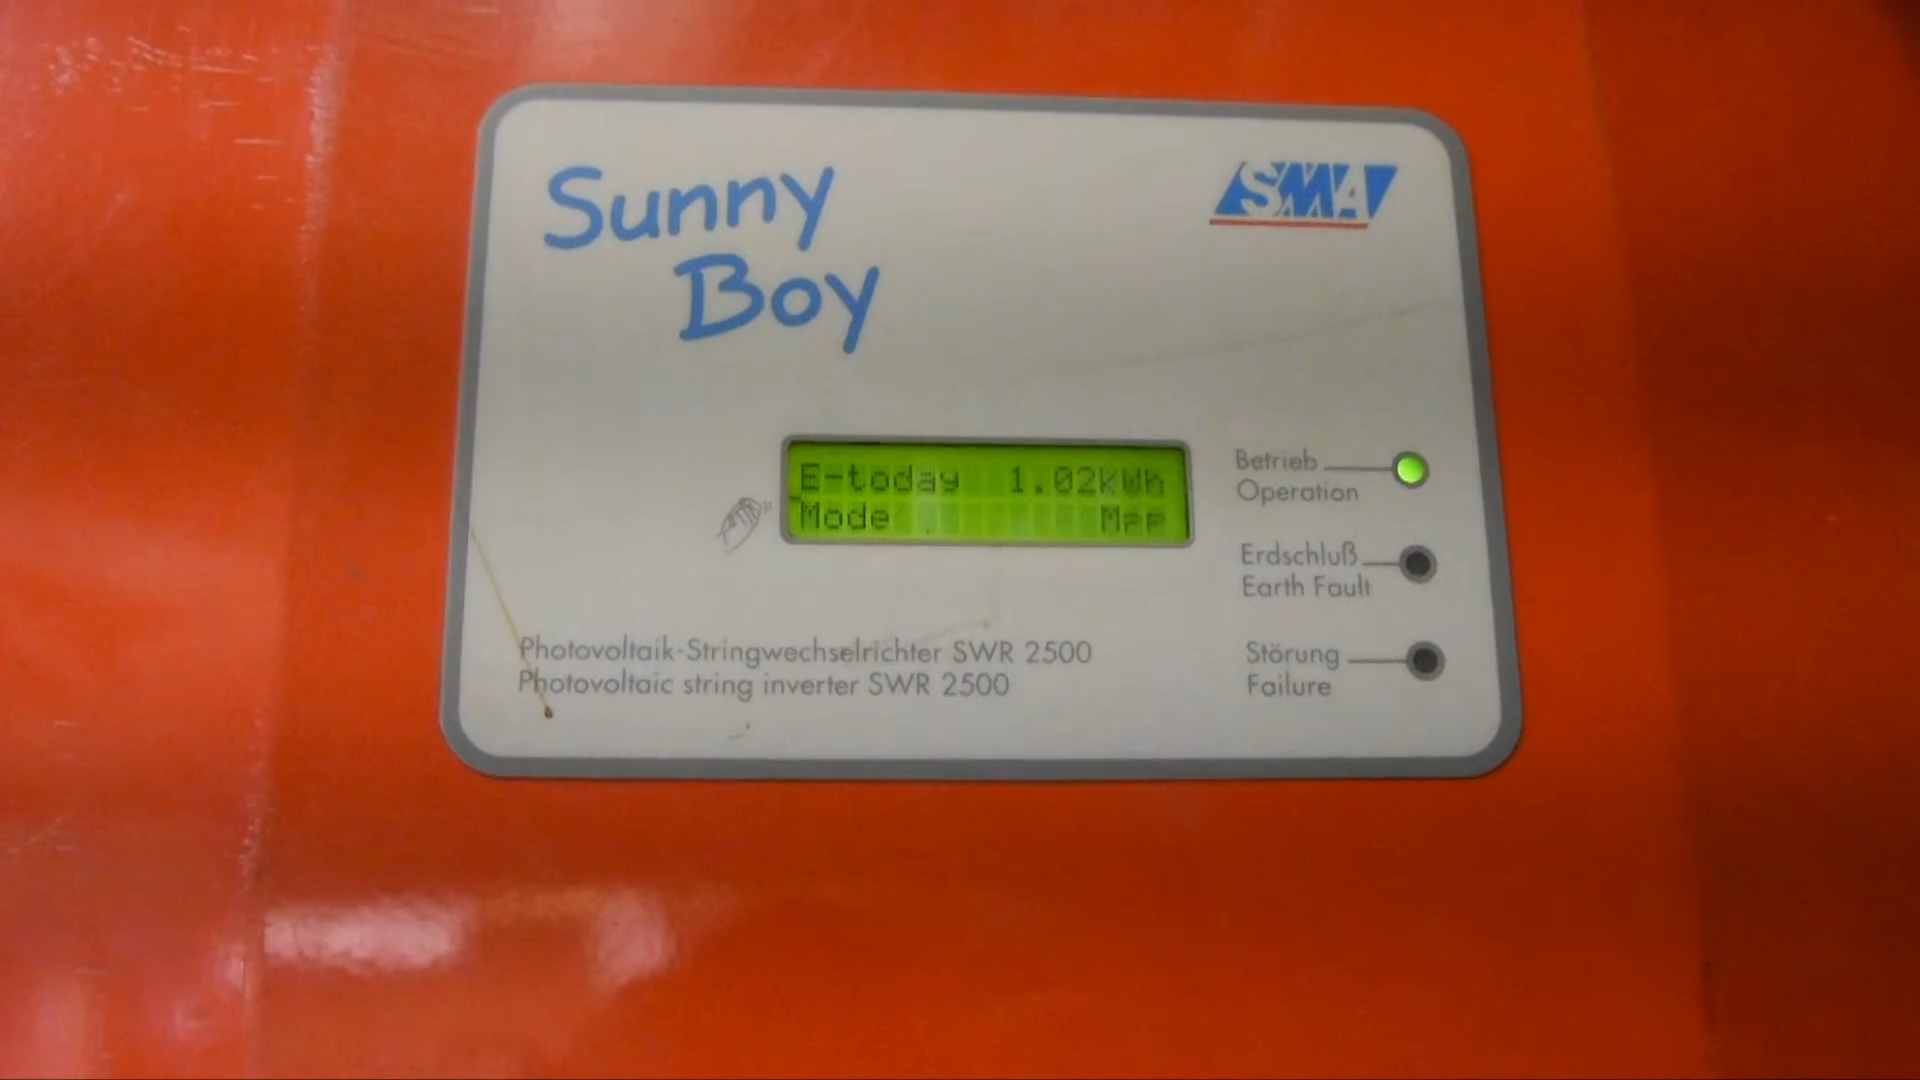 Sunny
Boy
SMA
E-today 1.02kWh
Mode Mpp
Betrieb
Operation
Erdschluß
Earth Fault
Störung
Failure
Photovoltaik-Stringwechselrichter SWR 2500
Photovoltaic string inverter SWR 2500